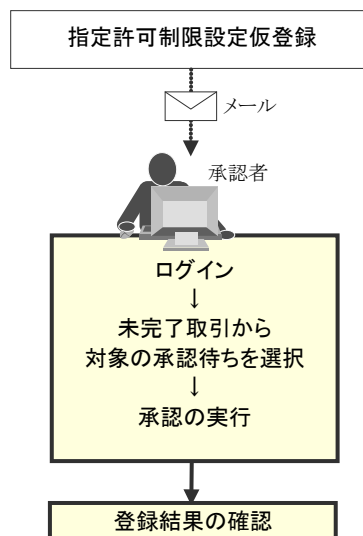 指定許可制限設定仮登録
メール
承認者
ログイン
↓
未完了取引から
対象の承認待ちを選択
↓
承認の実行
登録結果の確認